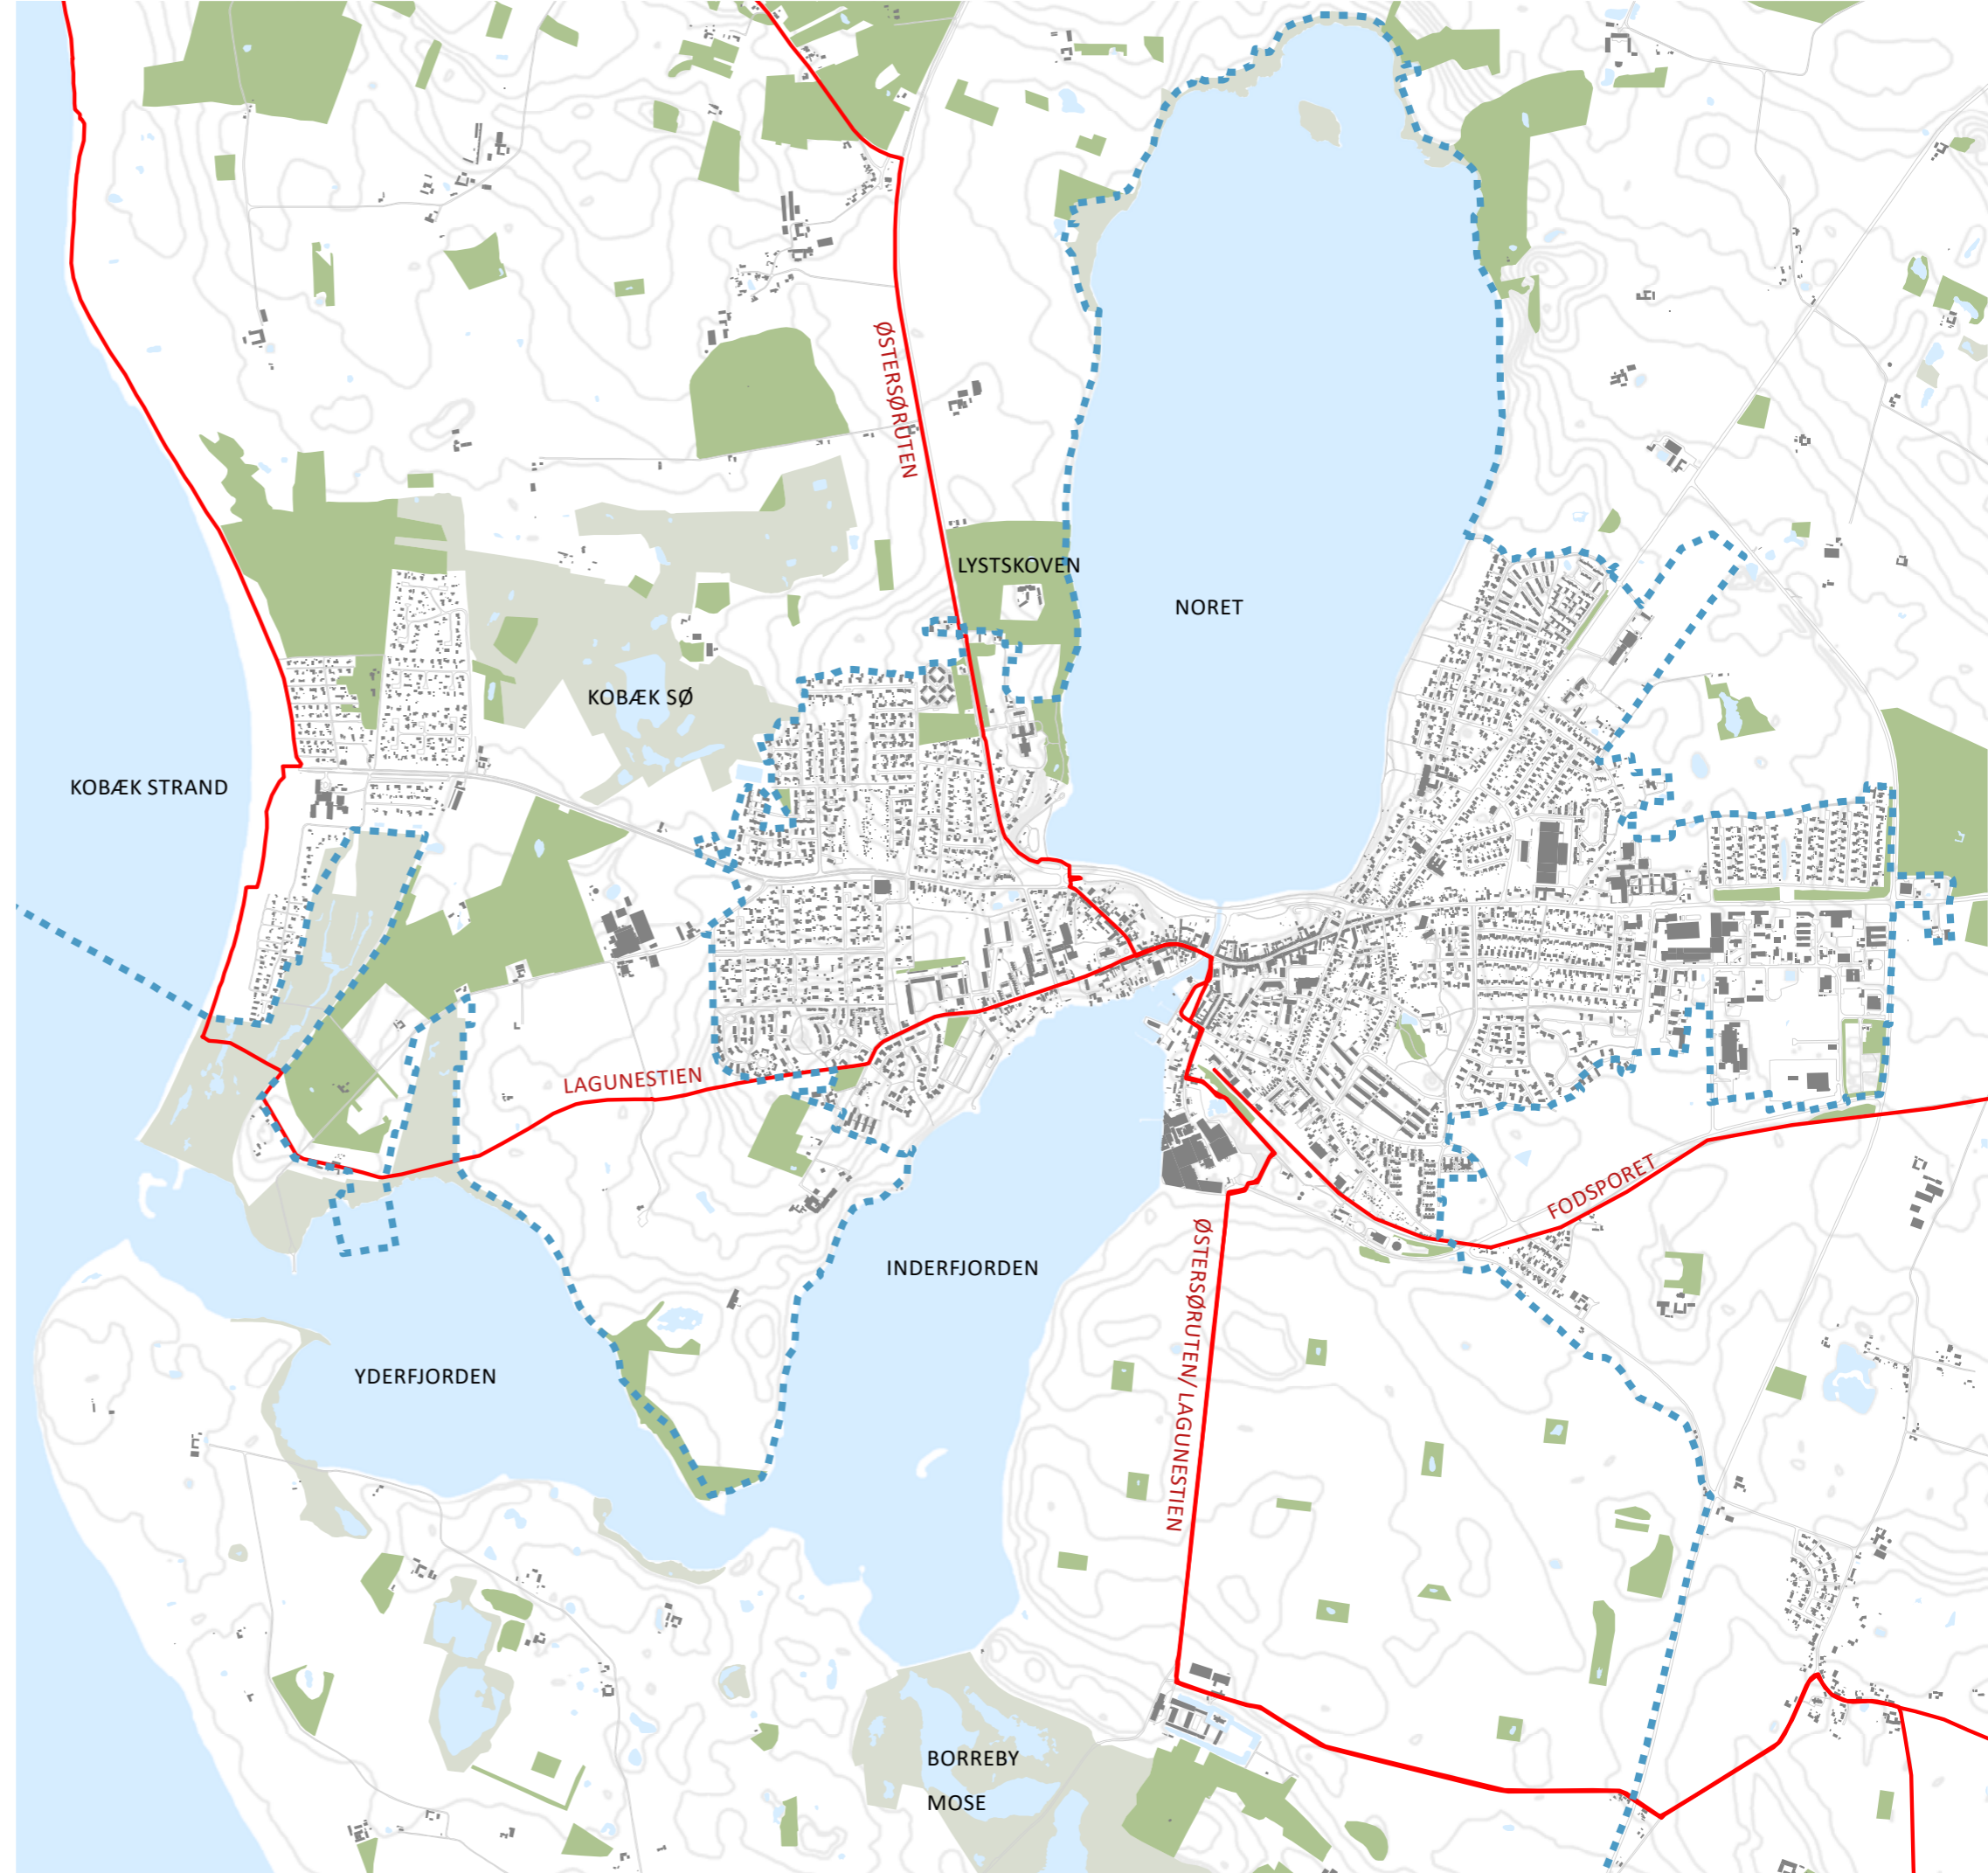 ØSTERSØRUTEN
LYSTSKOVEN
NORET
KOBÆK SØ
KOBÆK STRAND
LAGUNESTIEN
FODSPORET
INDERFJORDEN
ØSTERSØRUTEN/ LAGUNESTIEN
YDERFJORDEN
BORREBY
MOSE